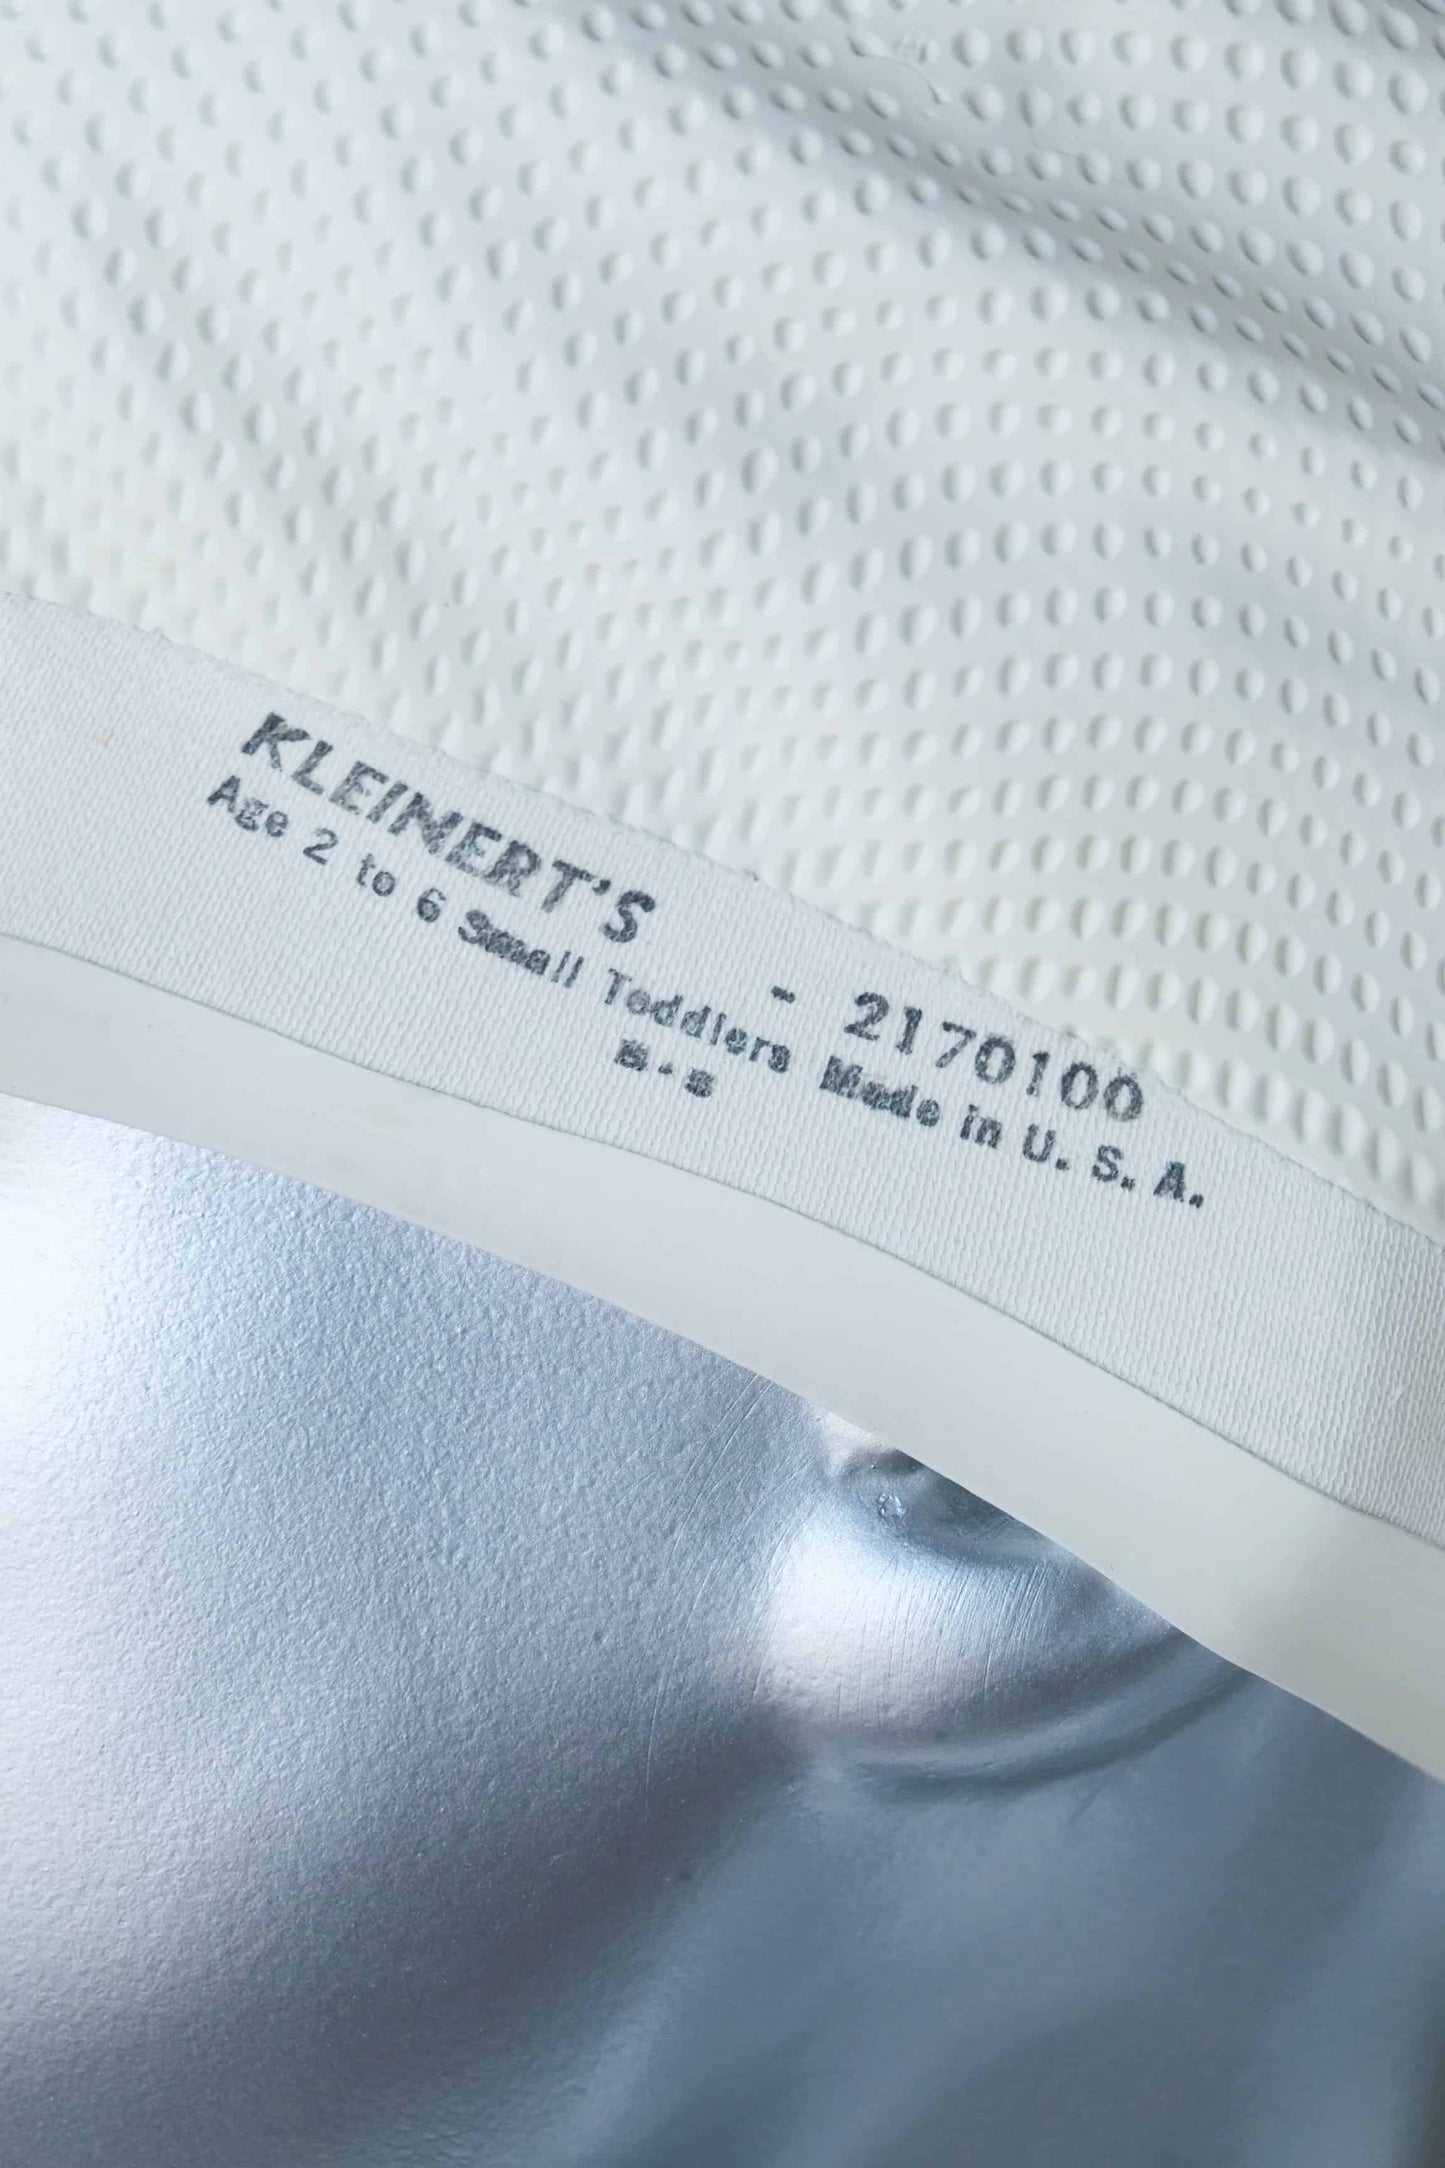 KLEINERT'S - 2170100
Age 2 to 6 Small Toddlers Made in U. S. A.